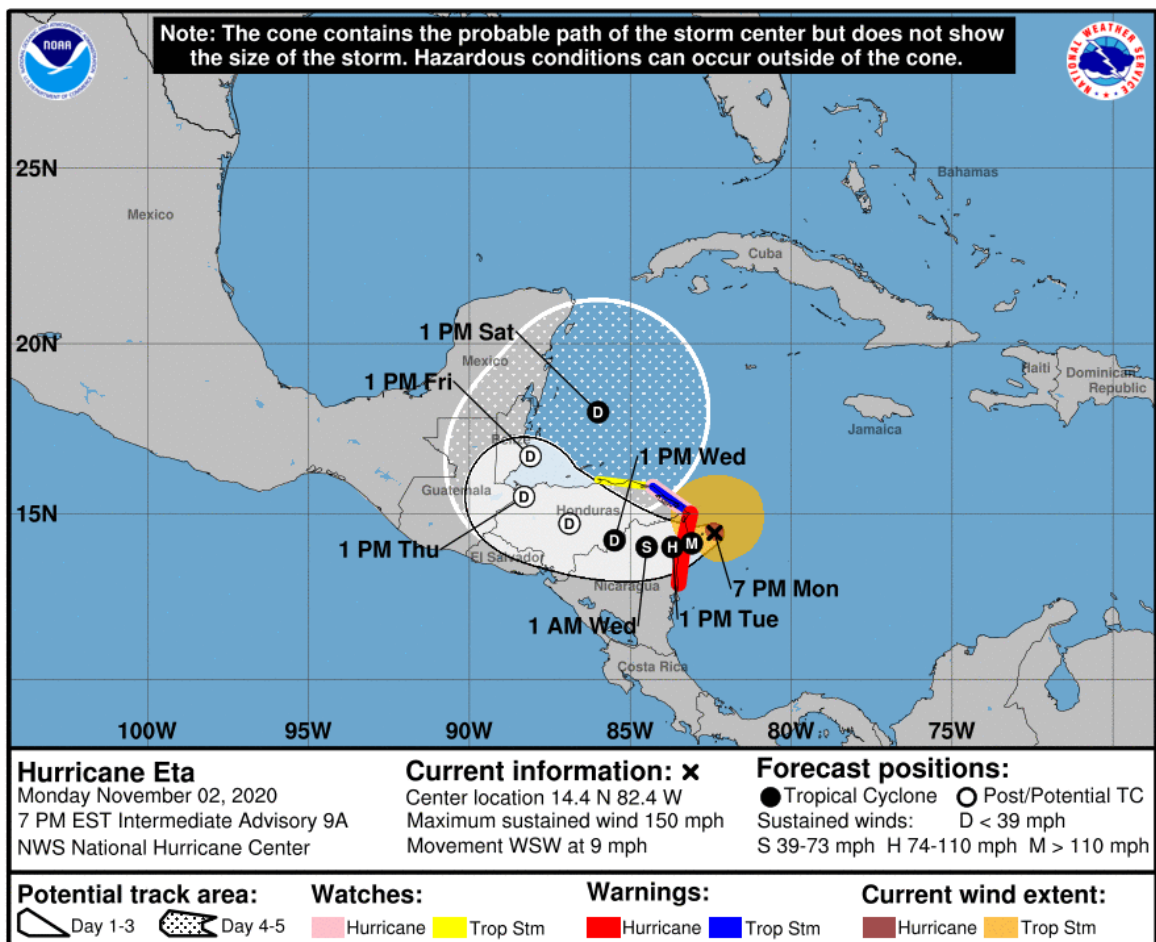 Note: The cone contains the probable path of the storm center but does not show
the size of the storm. Hazardous conditions can occur outside of the cone.
NOAA
NATIONAL WEATHER SERVICE
25N
Bahamas
Mexico
Cuba
20N
1 PM Sat
Mexico
Haiti
Dominican
Republic
1 PM Fri
D
Jamaica
1 PM Wed
D
Guatemala
D
Honduras
15N
D
D
S
H
M
1 PM Thu
El Salvador
Nicaragua
7 PM Mon
1 PM Tue
1 AM Wed
Costa Rica
100W
95W
90W
85W
80W
75W
Hurricane Eta
Monday November 02, 2020
7 PM EST Intermediate Advisory 9A
NWS National Hurricane Center
Current information: ×
Center location 14.4 N 82.4 W
Maximum sustained wind 150 mph
Movement WSW at 9 mph
Forecast positions:
Tropical Cyclone Post/Potential TC
Sustained winds: D < 39 mph
S 39-73 mph H 74-110 mph M > 110 mph
Potential track area:
Day 1-3 Day 4-5
Watches:
Hurricane Trop Stm
Warnings:
Hurricane Trop Stm
Current wind extent:
Hurricane Trop Stm